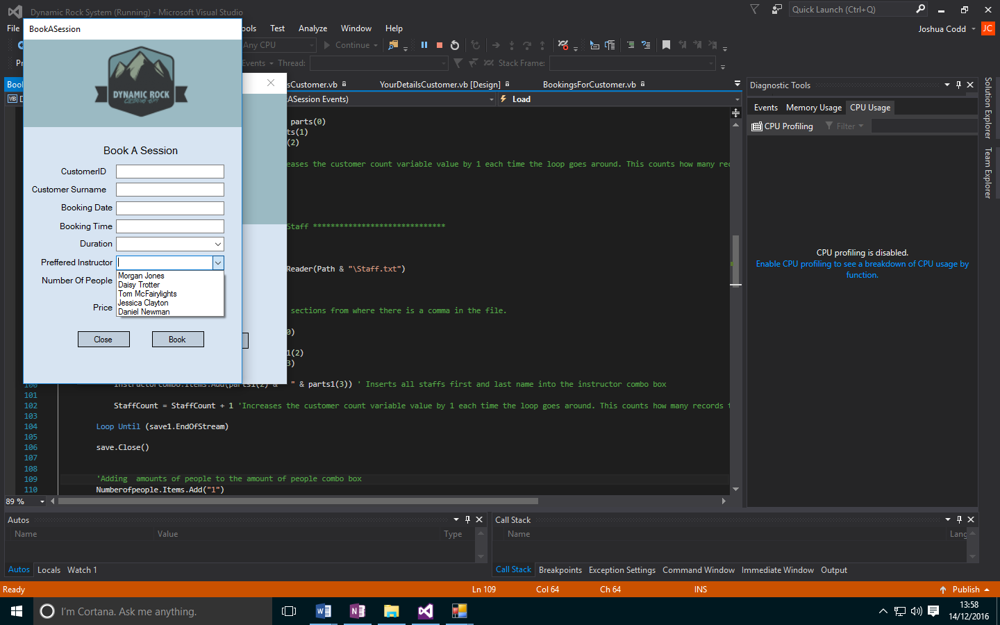 Dynamic Rock System (Running) - Microsoft Visual Studio
Quick Launch (Ctrl+Q)
File
ools Test Analyze Window Help
Joshua Codd JC
BookASession
Any CPU
Continue
Events
Thread:
Stack Frame:
DYNAMIC ROCK
Book A Session
CustomerID
Customer Surname
Booking Date
Booking Time
Duration
Preffered Instructor
Number Of People
Morgan Jones
Daisy Trotter
Tom McFairylights
Jessica Clayton
Daniel Newman
Price
Close Book
Boo
sCustomer.vb YourDetailsCustomer.vb [Design] BookingsForCustomer.vb
VB
ASession Events) Load
parts(0)
ts(1)
(2)
eases the customer count variable value by 1 each time the loop goes around. This counts how many rec
Staff ******************************
Reader(Path & "\Staff.txt")
sections from where there is a comma in the file.
0)
1(2)
3)
100 InstructorCombo.Items.Add(parts1(2) & " " & parts1(3)) ' Inserts all staffs first and last name into the instructor combo box
101
102 StaffCount = StaffCount + 1 'Increases the customer count variable value by 1 each time the loop goes around. This counts how many records t
103
104 Loop Until (save1.EndOfStream)
105
106 save.Close()
107
108
109 'Adding  amounts of people to the amount of people combo box
110 Numberofpeople.Items.Add("1")
89 %
Diagnostic Tools
Events Memory Usage CPU Usage
CPU Profiling Filter
CPU profiling is disabled.
Enable CPU profiling to see a breakdown of CPU usage by
function.
Solution Explorer
Team Explorer
Autos
Name Value Type
Autos Locals Watch 1
Call Stack
Name Lang
Call Stack Breakpoints Exception Settings Command Window Immediate Window Output
Ready Ln 109 Col 64 Ch 64 INS Publish
I'm Cortana. Ask me anything.
13:58
14/12/2016